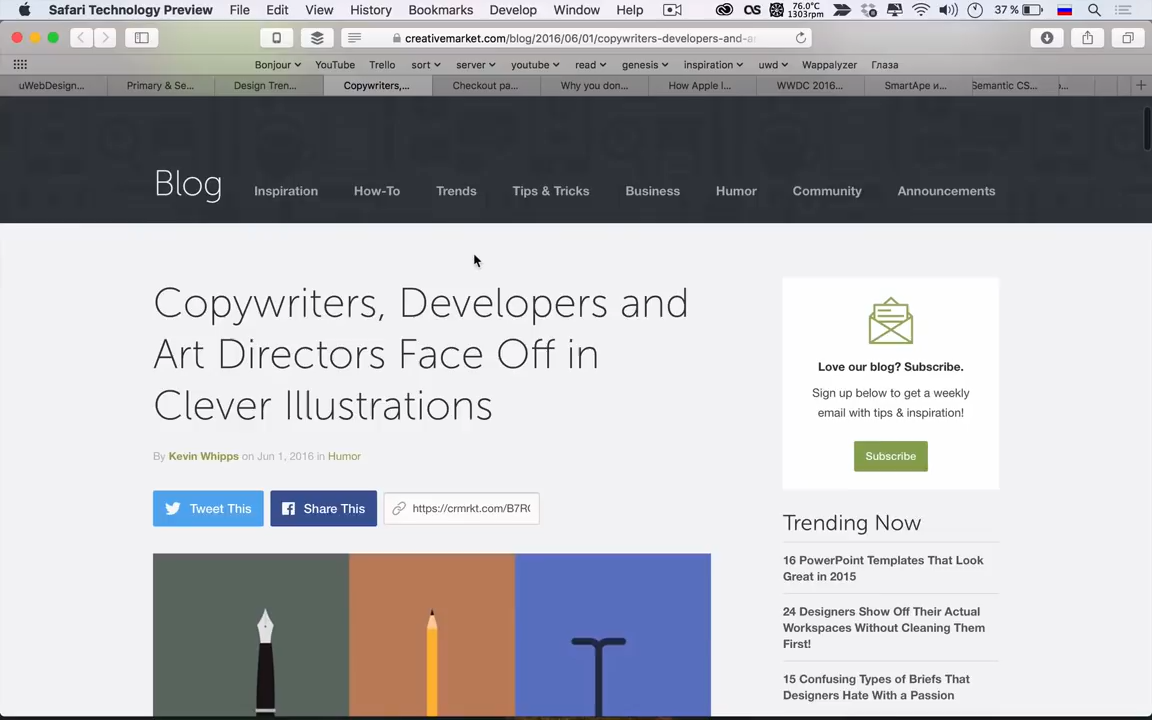 Safari Technology Preview File Edit View History Bookmarks Develop Window Help 76.0°C 1303rpm 37 %
creativemarket.com/blog/2016/06/01/copywriters-developers-and-a
Bonjour YouTube Trello sort server youtube read genesis inspiration uwd Wappalyzer Глаза
uWebDesign... Primary & Se... Design Tren... Copywriters,... Checkout pa... Why you don... How Apple l... WWDC 2016... SmartApe и... Semantic CS...
Blog Inspiration How-To Trends Tips & Tricks Business Humor Community Announcements
Copywriters, Developers and
Art Directors Face Off in
Clever Illustrations
By Kevin Whipps on Jun 1, 2016 in Humor
Tweet This Share This https://crmrkt.com/B7R
Love our blog? Subscribe.
Sign up below to get a weekly
email with tips & inspiration!
Subscribe
Trending Now
16 PowerPoint Templates That Look
Great in 2015
24 Designers Show Off Their Actual
Workspaces Without Cleaning Them
First!
15 Confusing Types of Briefs That
Designers Hate With a Passion